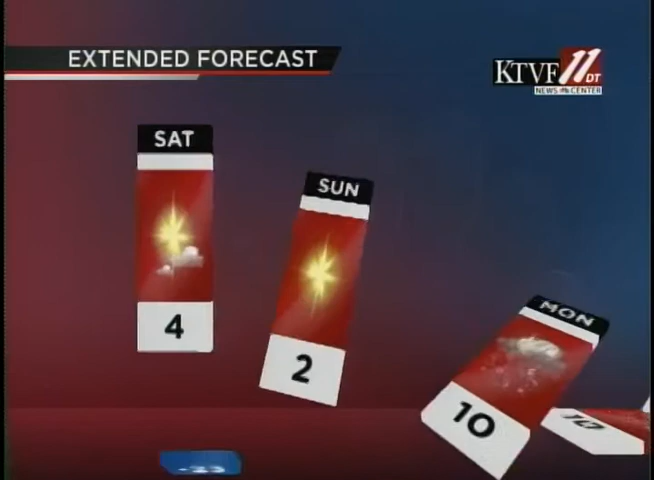 EXTENDED FORECAST
KTVF 11 DT
NEWS CENTER
SAT
SUN
MON
4
2
10